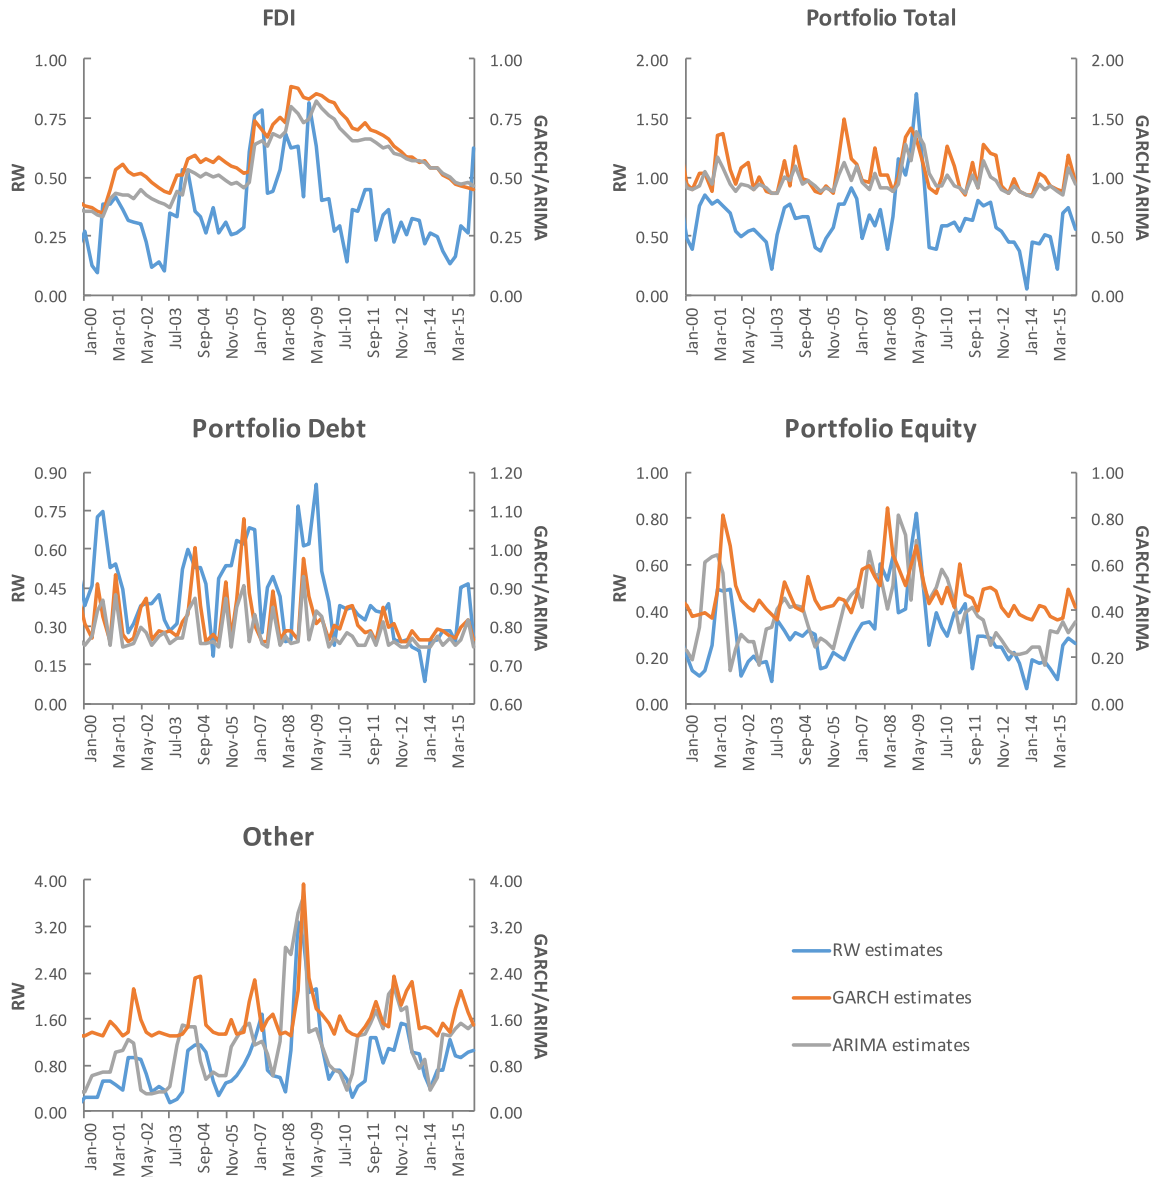 FDI
1.00
0.75
0.50
0.25
0.00
RW
1.00
0.75
0.50
0.25
0.00
GARCH/ARIMA
Jan-00
Mar-01
May-02
Jul-03
Sep-04
Nov-05
Jan-07
Mar-08
May-09
Jul-10
Sep-11
Nov-12
Jan-14
Mar-15
Portfolio Total
2.00
1.50
1.00
0.50
0.00
RW
2.00
1.50
1.00
0.50
0.00
GARCH/ARIMA
Jan-00
Mar-01
May-02
Jul-03
Sep-04
Nov-05
Jan-07
Mar-08
May-09
Jul-10
Sep-11
Nov-12
Jan-14
Mar-15
Portfolio Debt
0.90
0.75
0.60
0.45
0.30
0.15
0.00
RW
1.20
1.10
1.00
0.90
0.80
0.70
0.60
GARCH/ARIMA
Jan-00
Mar-01
May-02
Jul-03
Sep-04
Nov-05
Jan-07
Mar-08
May-09
Jul-10
Sep-11
Nov-12
Jan-14
Mar-15
Portfolio Equity
1.00
0.80
0.60
0.40
0.20
0.00
RW
1.00
0.80
0.60
0.40
0.20
0.00
GARCH/ARIMA
Jan-00
Mar-01
May-02
Jul-03
Sep-04
Nov-05
Jan-07
Mar-08
May-09
Jul-10
Sep-11
Nov-12
Jan-14
Mar-15
Other
4.00
3.20
2.40
1.60
0.80
0.00
RW
4.00
3.20
2.40
1.60
0.80
0.00
GARCH/ARIMA
Jan-00
Mar-01
May-02
Jul-03
Sep-04
Nov-05
Jan-07
Mar-08
May-09
Jul-10
Sep-11
Nov-12
Jan-14
Mar-15
RW estimates
GARCH estimates
ARIMA estimates